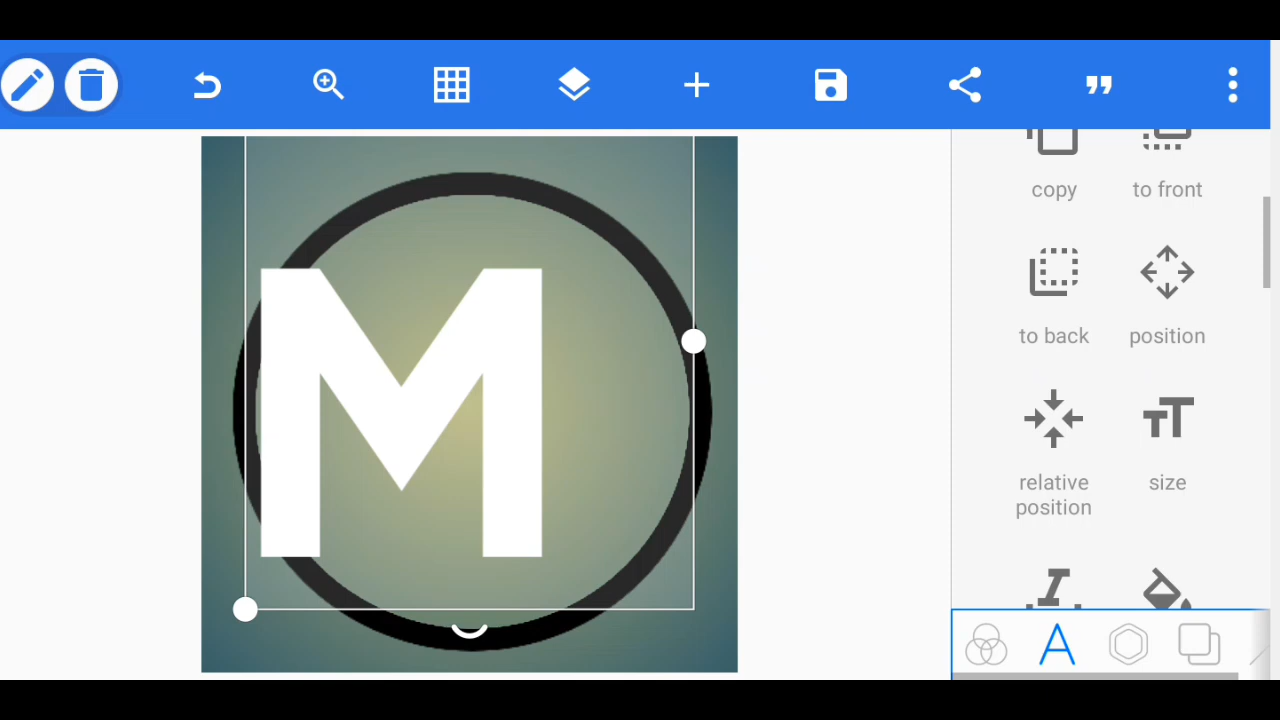 copy to front
M
to back position
relative position size